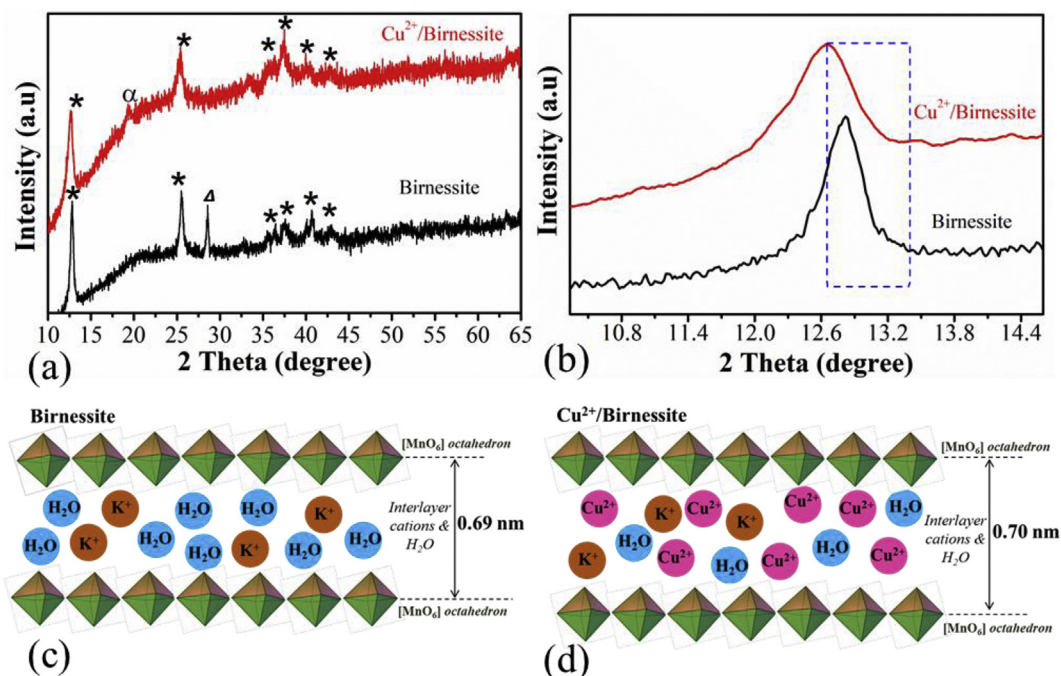 Intensity (a.u)
*
α
*
*
*
*
*
Cu²⁺/Birnessite
*
*
Δ
*
*
*
*
Birnessite
10 15 20 25 30 35 40 45 50 55 60 65
2 Theta (degree)
(a)
Intensity (a.u)
Cu²⁺/Birnessite
Birnessite
10.8 11.4 12.0 12.6 13.2 13.8 14.4
2 Theta (degree)
(b)
Birnessite
[MnO₆] octahedron
H₂O K⁺ H₂O H₂O K⁺
H₂O K⁺ H₂O H₂O K⁺ H₂O H₂O
Interlayer
cations &
H₂O
0.69 nm
[MnO₆] octahedron
(c)
Cu²⁺/Birnessite
[MnO₆] octahedron
Cu²⁺ K⁺ Cu²⁺ K⁺ Cu²⁺ Cu²⁺ H₂O
K⁺ H₂O Cu²⁺ H₂O Cu²⁺ H₂O Cu²⁺
Interlayer
cations &
H₂O
0.70 nm
[MnO₆] octahedron
(d)